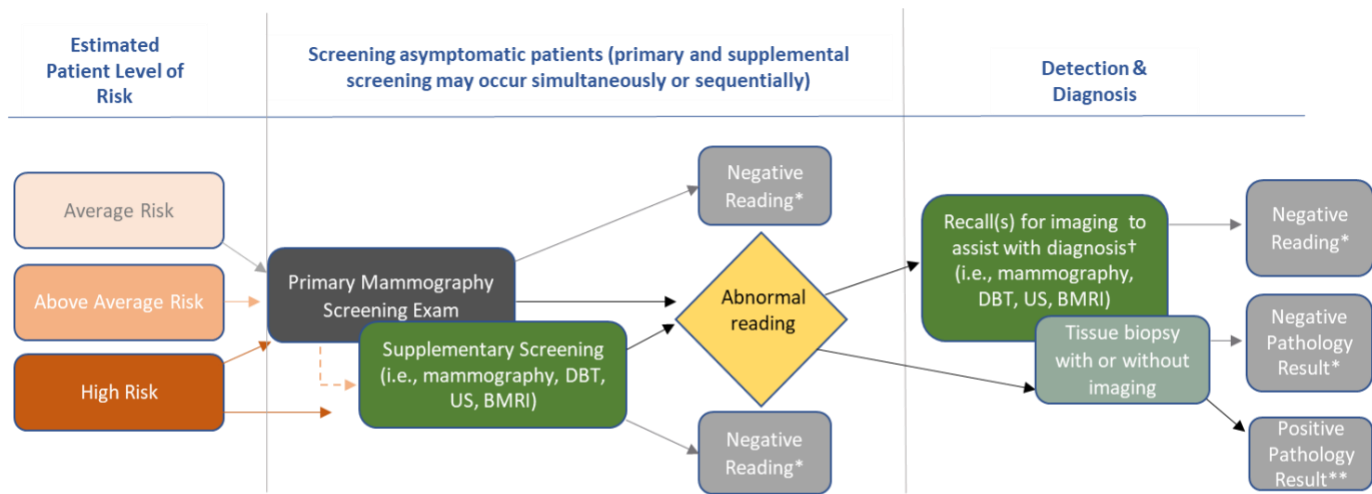 Estimated
Patient Level of
Risk
Screening asymptomatic patients (primary and supplemental
screening may occur simultaneously or sequentially)
Detection &
Diagnosis
Average Risk
Above Average Risk
High Risk
Primary Mammography
Screening Exam
Supplementary Screening
(i.e., mammography, DBT,
US, BMRI)
Negative
Reading*
Abnormal
reading
Negative
Reading*
Recall(s) for imaging to
assist with diagnosis†
(i.e., mammography,
DBT, US, BMRI)
Tissue biopsy
with or without
imaging
Negative
Reading*
Negative
Pathology
Result*
Positive
Pathology
Result**